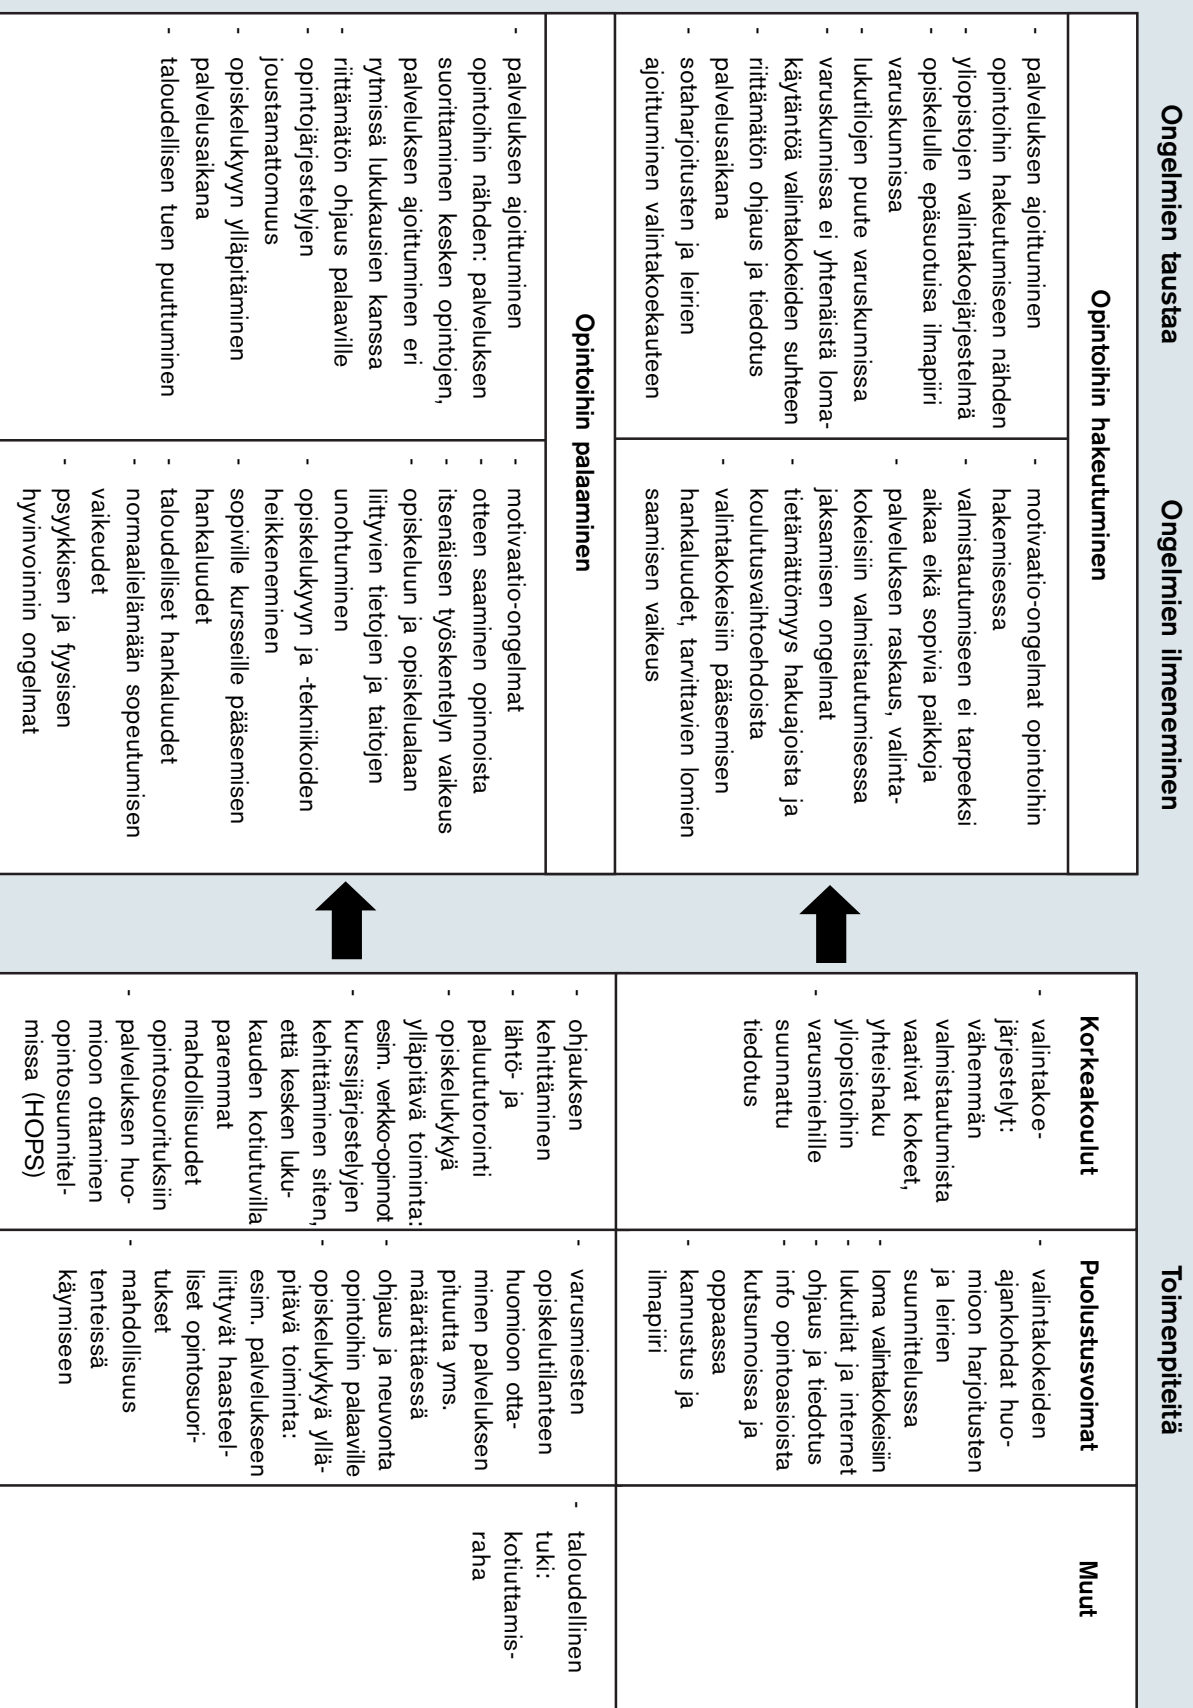 Ongelmien taustaa
Ongelmien ilmeneminen
Toimenpiteitä
Opintoihin hakeutuminen
- palveluksen ajoittuminen
opintoihin hakeutumiseen nähden
- yliopistojen valintakoejärjestelmä
- opiskelulle epäsuotuisa ilmapiiri
varuskunnissa
- lukutilojen puute varuskunnissa
- varuskunnissa ei yhtenäistä loma-
käytäntöä valintakokeiden suhteen
- riittämätön ohjaus ja tiedotus
palvelusaikana
- sotaharjoitusten ja leirien
ajoittuminen valintakoekauteen
- motivaatio-ongelmat opintoihin
hakemisessa
- valmistautumiseen ei tarpeeksi
aikaa eikä sopivia paikkoja
- palveluksen raskaus, valinta-
kokeisiin valmistautumisessa
jaksamisen ongelmat
- tietämättömyys hakuajoista ja
koulutusvaihtoehdoista
- valintakokeisiin pääsemisen
hankaluudet, tarvittavien lomien
saamisen vaikeus
Opintoihin palaaminen
- palveluksen ajoittuminen
opintoihin nähden: palveluksen
suorittaminen kesken opintojen,
palveluksen ajoittuminen eri
rytmissä lukukausien kanssa
- riittämätön ohjaus palaaville
- opintojärjestelyjen
joustamattomuus
- opiskelukyvyn ylläpitäminen
palvelusaikana
- taloudellisen tuen puuttuminen
- motivaatio-ongelmat
- otteen saaminen opinnoista
- itsenäisen työskentelyn vaikeus
- opiskeluun ja opiskelualaan
liittyvien tietojen ja taitojen
unohtuminen
- opiskelukyvyn ja -tekniikoiden
heikkeneminen
- sopiville kursseille pääsemisen
hankaluudet
- taloudelliset hankaluudet
- normaalielämään sopeutumisen
vaikeudet
- psyykkisen ja fyysisen
hyvinvoinnin ongelmat
Korkeakoulut
Puolustusvoimat
Muut
- valintakoe-
järjestelyt:
vähemmän
valmistautumista
vaativat kokeet,
yhteishaku
yliopistoihin
- varusmiehille
suunnattu
tiedotus
- valintakokeiden
ajankohdat huo-
mioon harjoitusten
ja leirien
suunnittelussa
- loma valintakokeisiin
- lukutilat ja internet
- ohjaus ja tiedotus
- info opintoasioista
kutsunnoissa ja
oppaassa
- kannustus ja
ilmapiiri
- ohjauksen
kehittäminen
- lähtö- ja
paluututorointi
- opiskelukykyä
ylläpitävä toiminta:
esim. verkko-opinnot
- kurssijärjestelyjen
kehittäminen siten,
että kesken luku-
kauden kotiutuvilla
paremmat
mahdollisuudet
opintosuorituksiin
- palveluksen huo-
mioon ottaminen
opintosuunnitel-
missa (HOPS)
- varusmiesten
opiskelutilanteen
huomioon otta-
minen palveluksen
pituutta yms.
määrättäessä
- ohjaus ja neuvonta
opintoihin palaaville
- opiskelukykyä yllä-
pitävä toiminta:
esim. palvelukseen
liittyvät haasteel-
liset opintosuori-
tukset
- mahdollisuus
tenteissä
käymiseen
- taloudellinen
tuki:
kotiuttamis-
raha